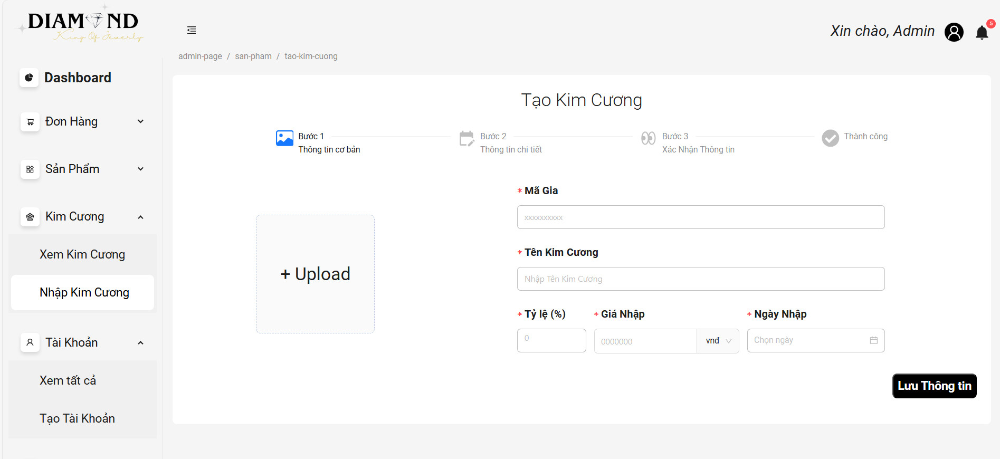 DIAMOND
King Of Jewerly
Xin chào, Admin
5
admin-page / san-pham / tao-kim-cuong
Dashboard
Đơn Hàng
Sản Phẩm
Kim Cương
Xem Kim Cương
Nhập Kim Cương
Tài Khoản
Xem tất cả
Tạo Tài Khoản
Tạo Kim Cương
Bước 1
Thông tin cơ bản
Bước 2
Thông tin chi tiết
Bước 3
Xác Nhận Thông tin
Thành công
+ Upload
* Mã Gia
xxxxxxxxxx
* Tên Kim Cương
Nhập Tên Kim Cương
* Tỷ lệ (%)
0
* Giá Nhập
0000000
vnđ
* Ngày Nhập
Chọn ngày
Lưu Thông tin